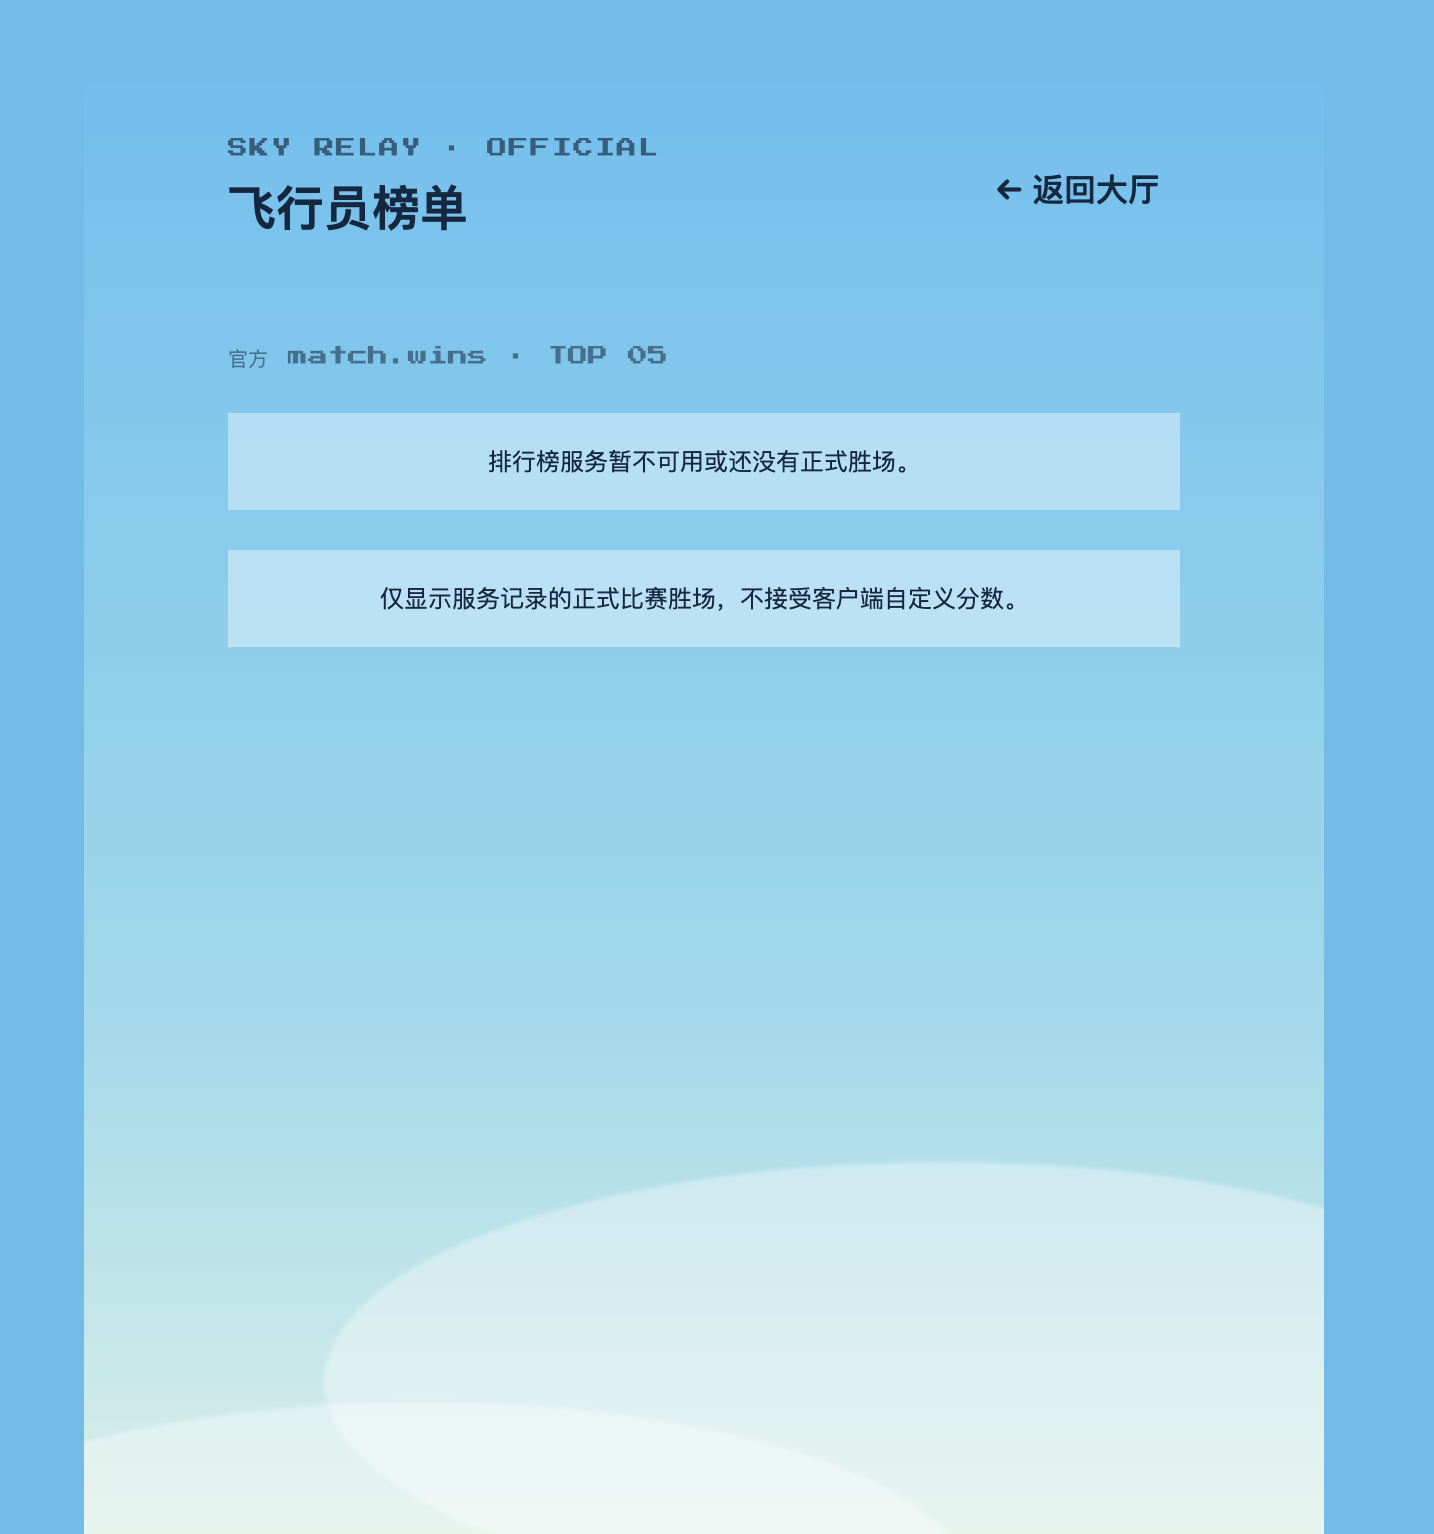 SKY RELAY · OFFICIAL
飞行员榜单
← 返回大厅
官方 match.wins · TOP 05
排行榜服务暂不可用或还没有正式胜场。
仅显示服务记录的正式比赛胜场，不接受客户端自定义分数。